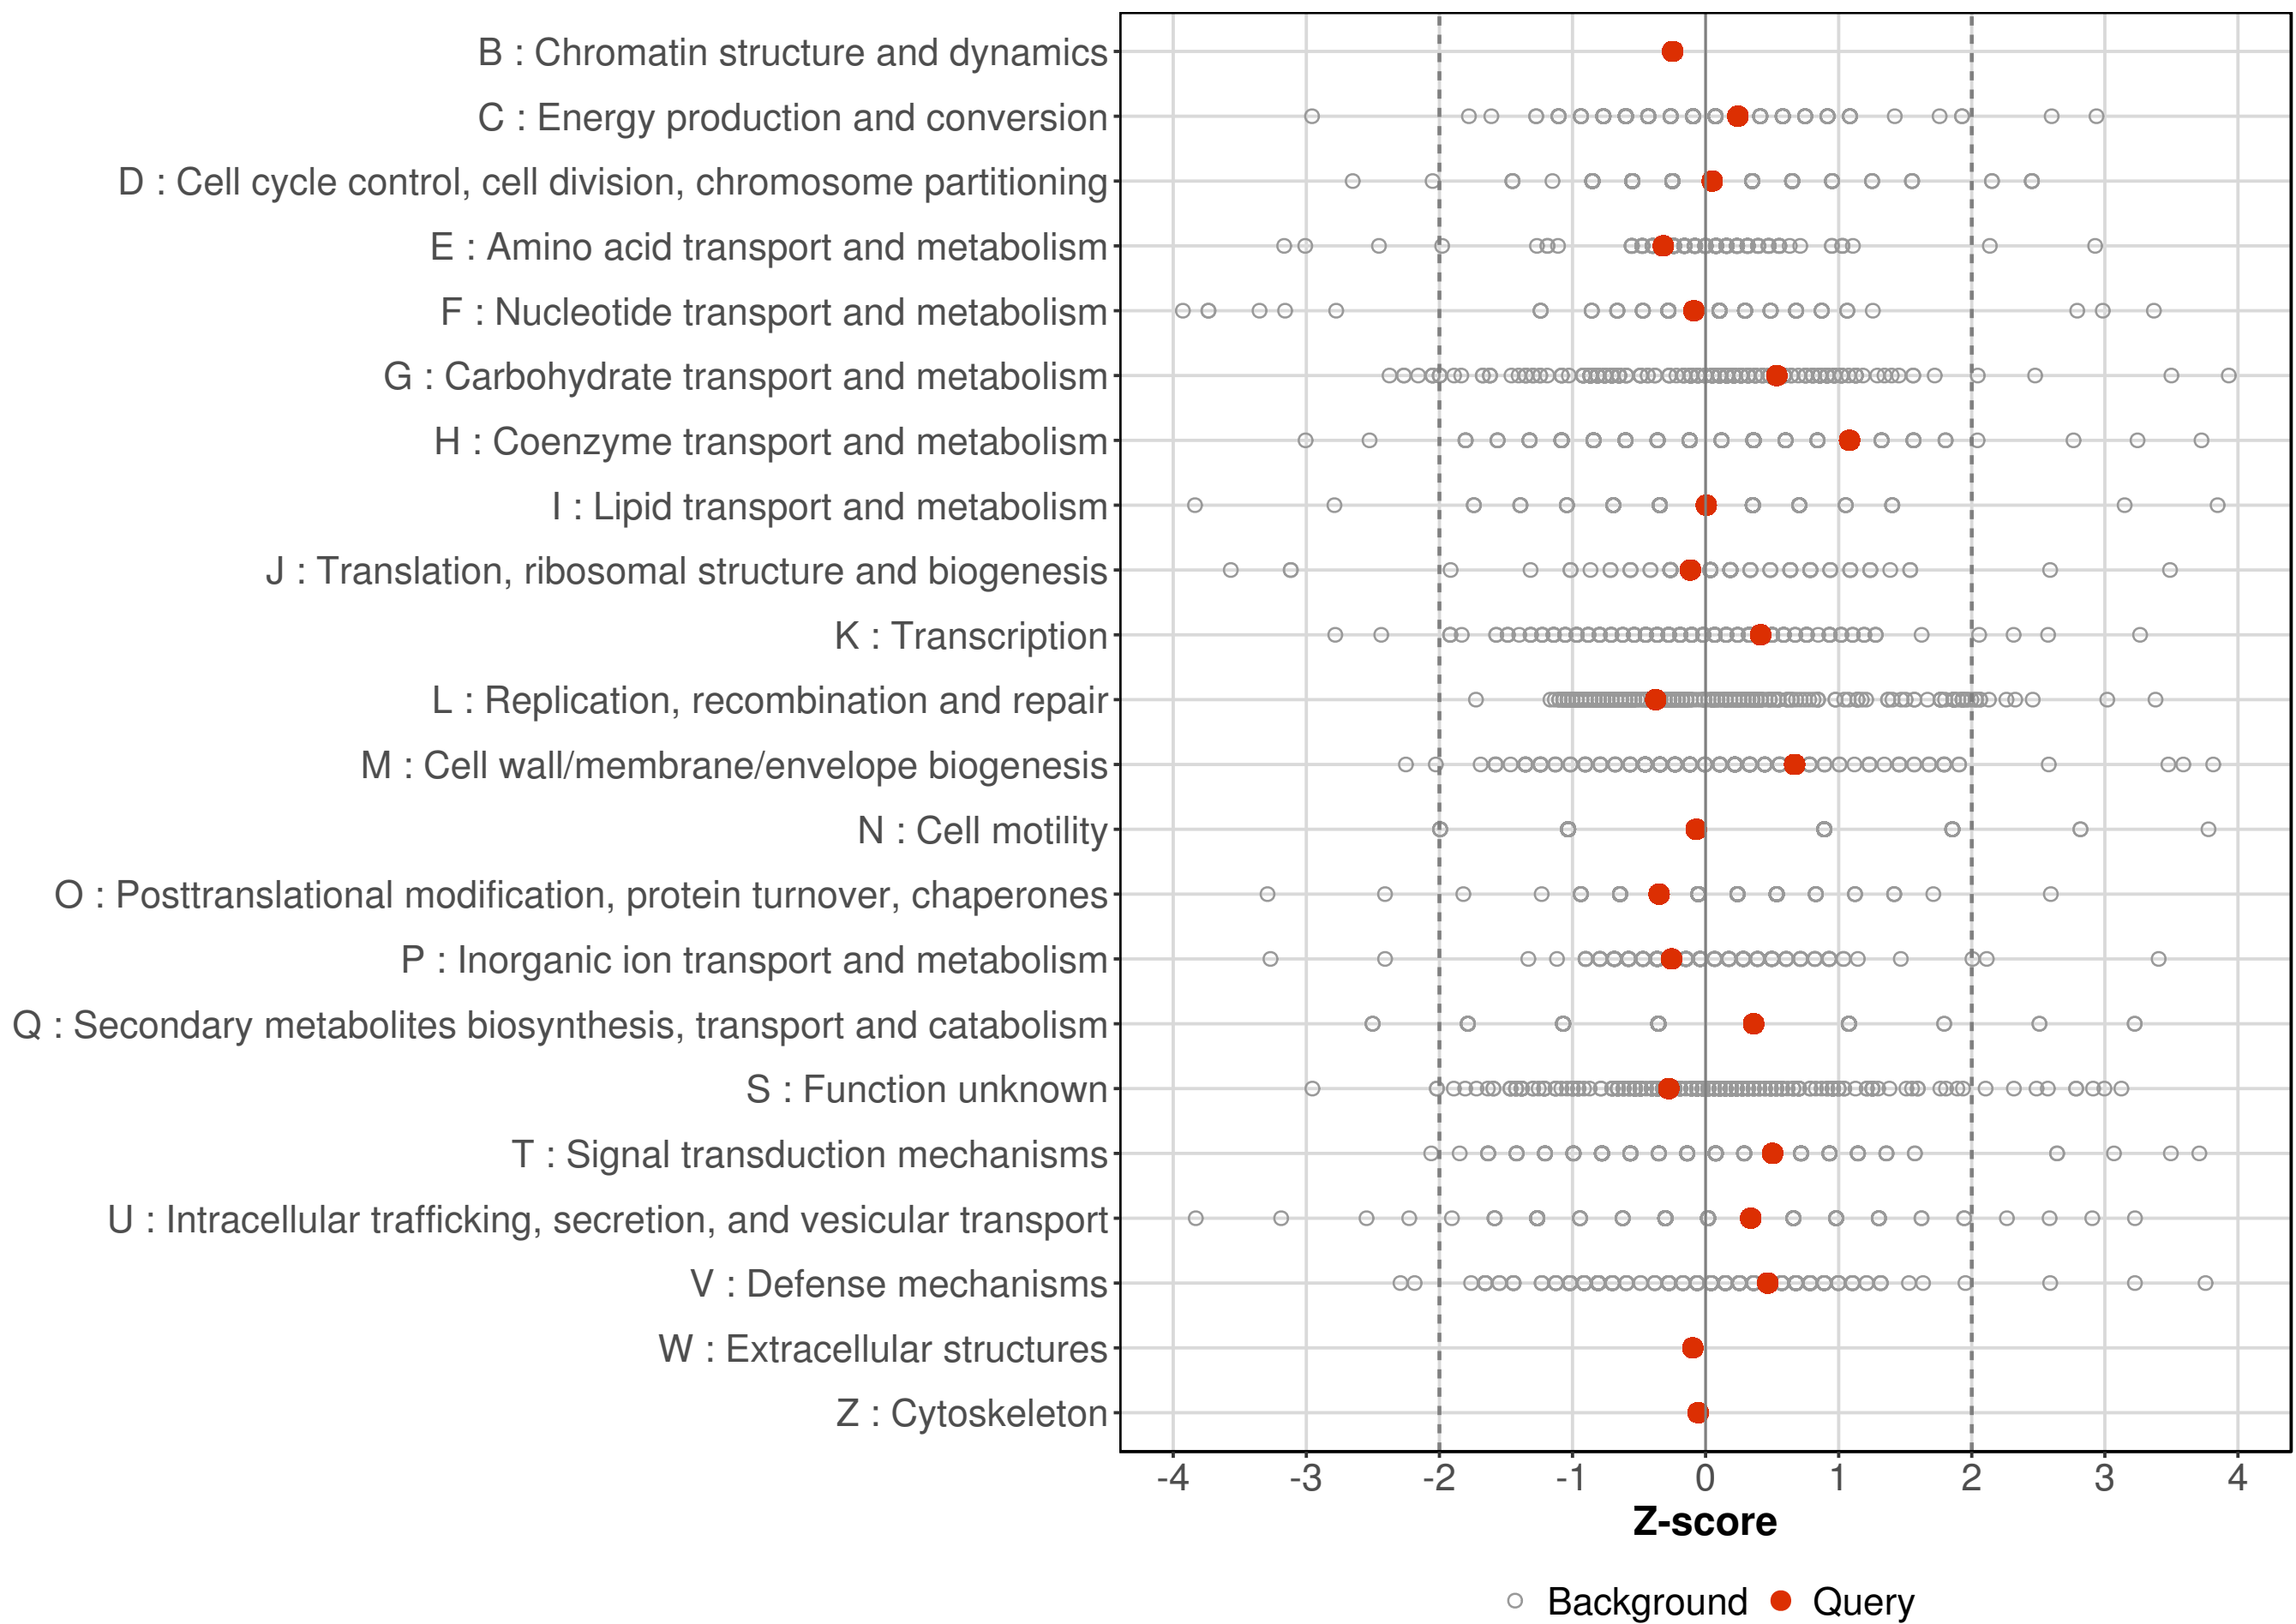 B : Chromatin structure and dynamics
C : Energy production and conversion
D : Cell cycle control, cell division, chromosome partitioning
E : Amino acid transport and metabolism
F : Nucleotide transport and metabolism
G : Carbohydrate transport and metabolism
H : Coenzyme transport and metabolism
I : Lipid transport and metabolism
J : Translation, ribosomal structure and biogenesis
K : Transcription
L : Replication, recombination and repair
M : Cell wall/membrane/envelope biogenesis
N : Cell motility
O : Posttranslational modification, protein turnover, chaperones
P : Inorganic ion transport and metabolism
Q : Secondary metabolites biosynthesis, transport and catabolism
S : Function unknown
T : Signal transduction mechanisms
U : Intracellular trafficking, secretion, and vesicular transport
V : Defense mechanisms
W : Extracellular structures
Z : Cytoskeleton
-4 -3 -2 -1 0 1 2 3 4
Z-score
Background Query